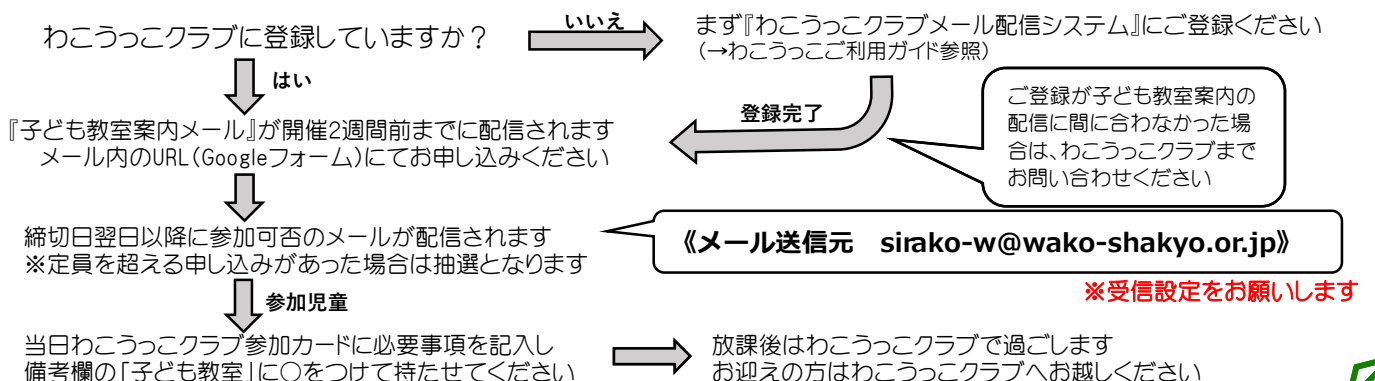 わこうっこクラブに登録していますか？
いいえ
まず『わこうっこクラブメール配信システム』にご登録ください
（→わこうっこご利用ガイド参照）
はい
登録完了
ご登録が子ども教室案内の
配信に間に合わなかった場
合は、わこうっこクラブまで
お問い合わせください
『子ども教室案内メール』が開催2週間前までに配信されます
メール内のURL（Googleフォーム）にてお申し込みください
締切日翌日以降に参加可否のメールが配信されます
※定員を超える申し込みがあった場合は抽選となります
《メール送信元　sirako-w@wako-shakyo.or.jp》
※受信設定をお願いします
参加児童
当日わこうっこクラブ参加カードに必要事項を記入し
備考欄の「子ども教室」に○をつけて持たせてください
放課後はわこうっこクラブで過ごします
お迎えの方はわこうっこクラブへお越しください